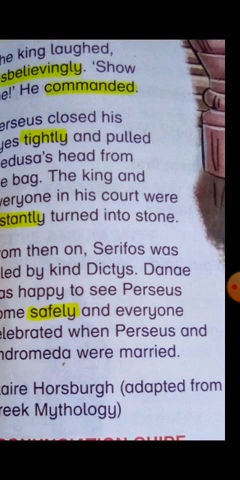 he king laughed,
sbelievingly. ‘Show
e!’ He commanded.
erseus closed his
yes tightly and pulled
edusa's head from
e bag. The king and
veryone in his court were
stantly turned into stone.
rom then on, Serifos was
led by kind Dictys. Danae
as happy to see Perseus
ome safely and everyone
elebrated when Perseus and
ndromeda were married.
aire Horsburgh (adapted from
reek Mythology)